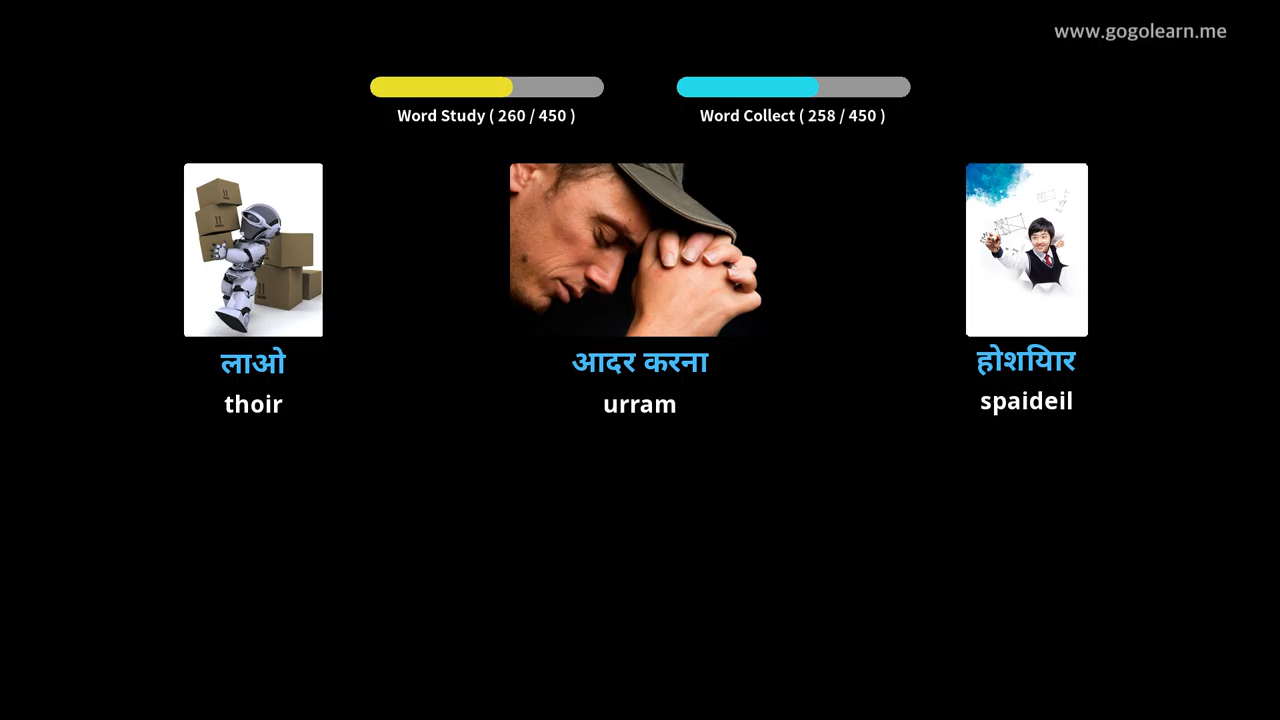 www.gogolearn.me
Word Study ( 260 / 450 )
Word Collect ( 258 / 450 )
लाओ
आदर करना
होशियार
thoir
urram
spaideil